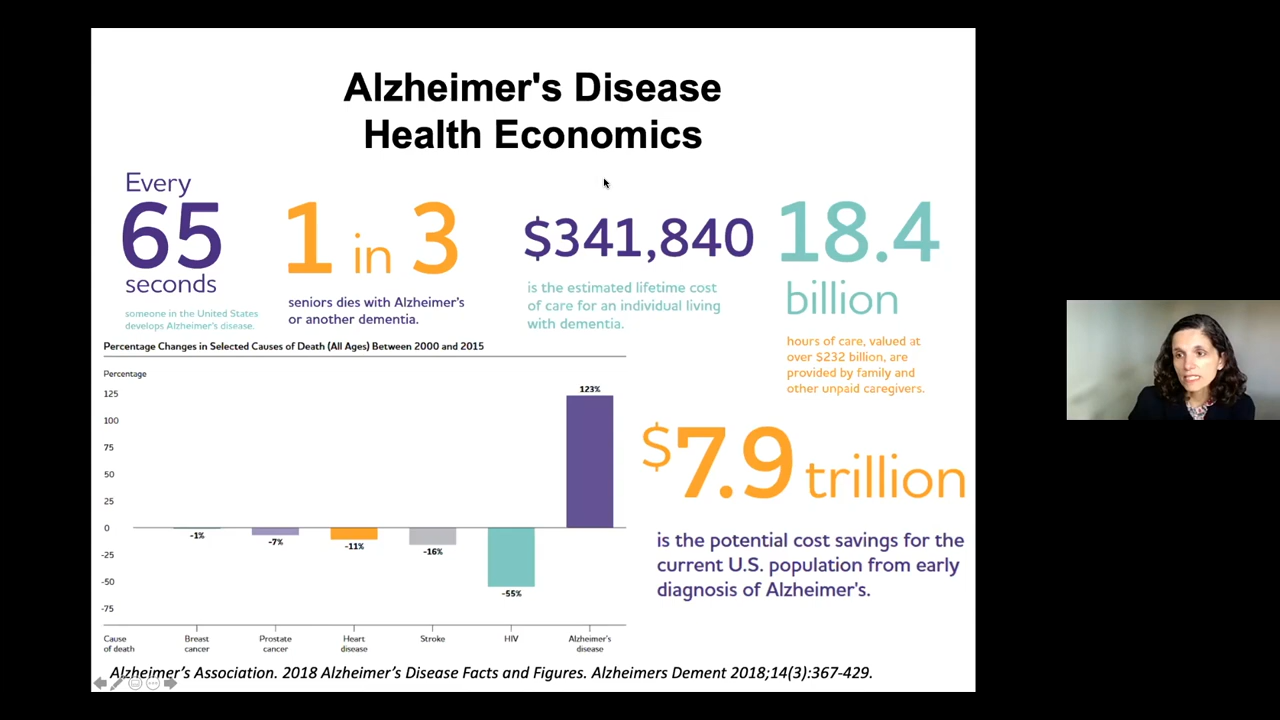 Alzheimer's Disease
Health Economics
Every
65
seconds
someone in the United States
develops Alzheimer's disease.
1 in 3
seniors dies with Alzheimer's
or another dementia.
$341,840
is the estimated lifetime cost
of care for an individual living
with dementia.
18.4
billion
hours of care, valued at
over $232 billion, are
provided by family and
other unpaid caregivers.
Percentage Changes in Selected Causes of Death (All Ages) Between 2000 and 2015
Percentage
125
100
75
50
25
0
-25
-50
-75
-1%
-7%
-11%
-16%
-55%
123%
Cause
of death
Breast
cancer
Prostate
cancer
Heart
disease
Stroke
HIV
Alzheimer's
disease
$7.9 trillion
is the potential cost savings for the
current U.S. population from early
diagnosis of Alzheimer's.
Alzheimer's Association. 2018 Alzheimer's Disease Facts and Figures. Alzheimers Dement 2018;14(3):367-429.